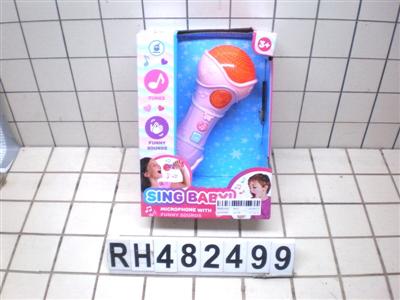 3+
TUNES
FUNNY
SOUNDS
SING BABY!
MICROPHONE WITH
FUNNY SOUNDS
RH482499